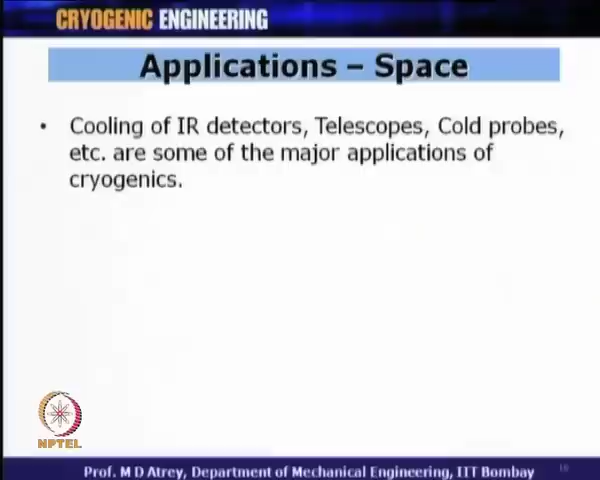 CRYOGENIC ENGINEERING
Applications – Space
• Cooling of IR detectors, Telescopes, Cold probes,
etc. are some of the major applications of
cryogenics.
NPTEL
Prof. M D Atrey, Department of Mechanical Engineering, IIT Bombay